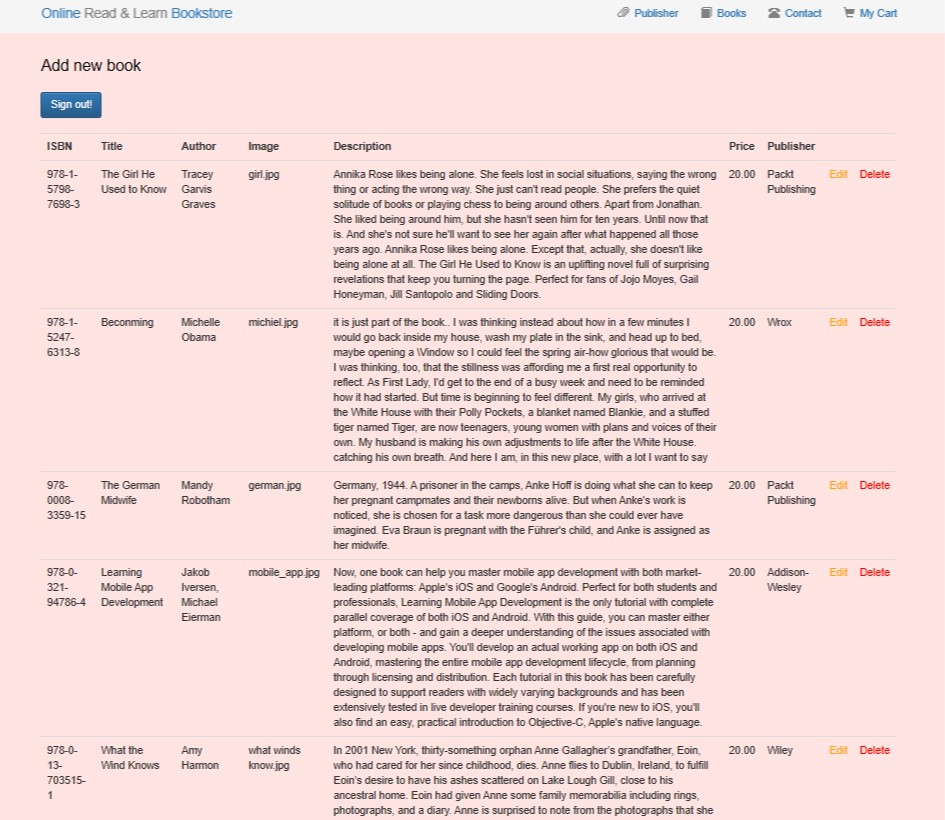 Online Read & Learn Bookstore
Publisher Books Contact My Cart
Add new book
Sign out!
ISBN Title Author Image Description Price Publisher
978-1-5798-7698-3 The Girl He Used to Know Tracey Garvis Graves girl.jpg
Annika Rose likes being alone. She feels lost in social situations, saying the wrong
thing or acting the wrong way. She just can't read people. She prefers the quiet
solitude of books or playing chess to being around others. Apart from Jonathan.
She liked being around him, but she hasn't seen him for ten years. Until now that
is. And she's not sure he'll want to see her again after what happened all those
years ago. Annika Rose likes being alone. Except that, actually, she doesn't like
being alone at all. The Girl He Used to Know is an uplifting novel full of surprising
revelations that keep you turning the page. Perfect for fans of Jojo Moyes, Gail
Honeyman, Jill Santopolo and Sliding Doors.
20.00 Packt Publishing Edit Delete
978-1-5247-6313-8 Beconming Michelle Obama michiel.jpg
it is just part of the book.. I was thinking instead about how in a few minutes I
would go back inside my house, wash my plate in the sink, and head up to bed,
maybe opening a \Vindow so I could feel the spring air-how glorious that would be.
I was thinking, too, that the stillness was affording me a first real opportunity to
reflect. As First Lady, I'd get to the end of a busy week and need to be reminded
how it had started. But time is beginning to feel different. My girls, who arrived at
the White House with their Polly Pockets, a blanket named Blankie, and a stuffed
tiger named Tiger, are now teenagers, young women with plans and voices of their
own. My husband is making his own adjustments to life after the White House.
catching his own breath. And here I am, in this new place, with a lot I want to say
20.00 Wrox Edit Delete
978-0008-3359-15 The German Midwife Mandy Robotham german.jpg
Germany, 1944. A prisoner in the camps, Anke Hoff is doing what she can to keep
her pregnant campmates and their newborns alive. But when Anke's work is
noticed, she is chosen for a task more dangerous than she could ever have
imagined. Eva Braun is pregnant with the Führer's child, and Anke is assigned as
her midwife.
20.00 Packt Publishing Edit Delete
978-0-321-94786-4 Learning Mobile App Development Jakob Iversen, Michael Eierman mobile_app.jpg
Now, one book can help you master mobile app development with both market-
leading platforms: Apple's iOS and Google's Android. Perfect for both students and
professionals, Learning Mobile App Development is the only tutorial with complete
parallel coverage of both iOS and Android. With this guide, you can master either
platform, or both - and gain a deeper understanding of the issues associated with
developing mobile apps. You'll develop an actual working app on both iOS and
Android, mastering the entire mobile app development lifecycle, from planning
through licensing and distribution. Each tutorial in this book has been carefully
designed to support readers with widely varying backgrounds and has been
extensively tested in live developer training courses. If you're new to iOS, you'll
also find an easy, practical introduction to Objective-C, Apple's native language.
20.00 Addison-Wesley Edit Delete
978-0-13-703515-1 What the Wind Knows Amy Harmon what winds know.jpg
In 2001 New York, thirty-something orphan Anne Gallagher's grandfather, Eoin,
who had cared for her since childhood, dies. Anne flies to Dublin, Ireland, to fulfill
Eoin's desire to have his ashes scattered on Lake Lough Gill, close to his
ancestral home. Eoin had given Anne some family memorabilia including rings,
photographs, and a diary. Anne is surprised to note from the photographs that she
20.00 Wiley Edit Delete